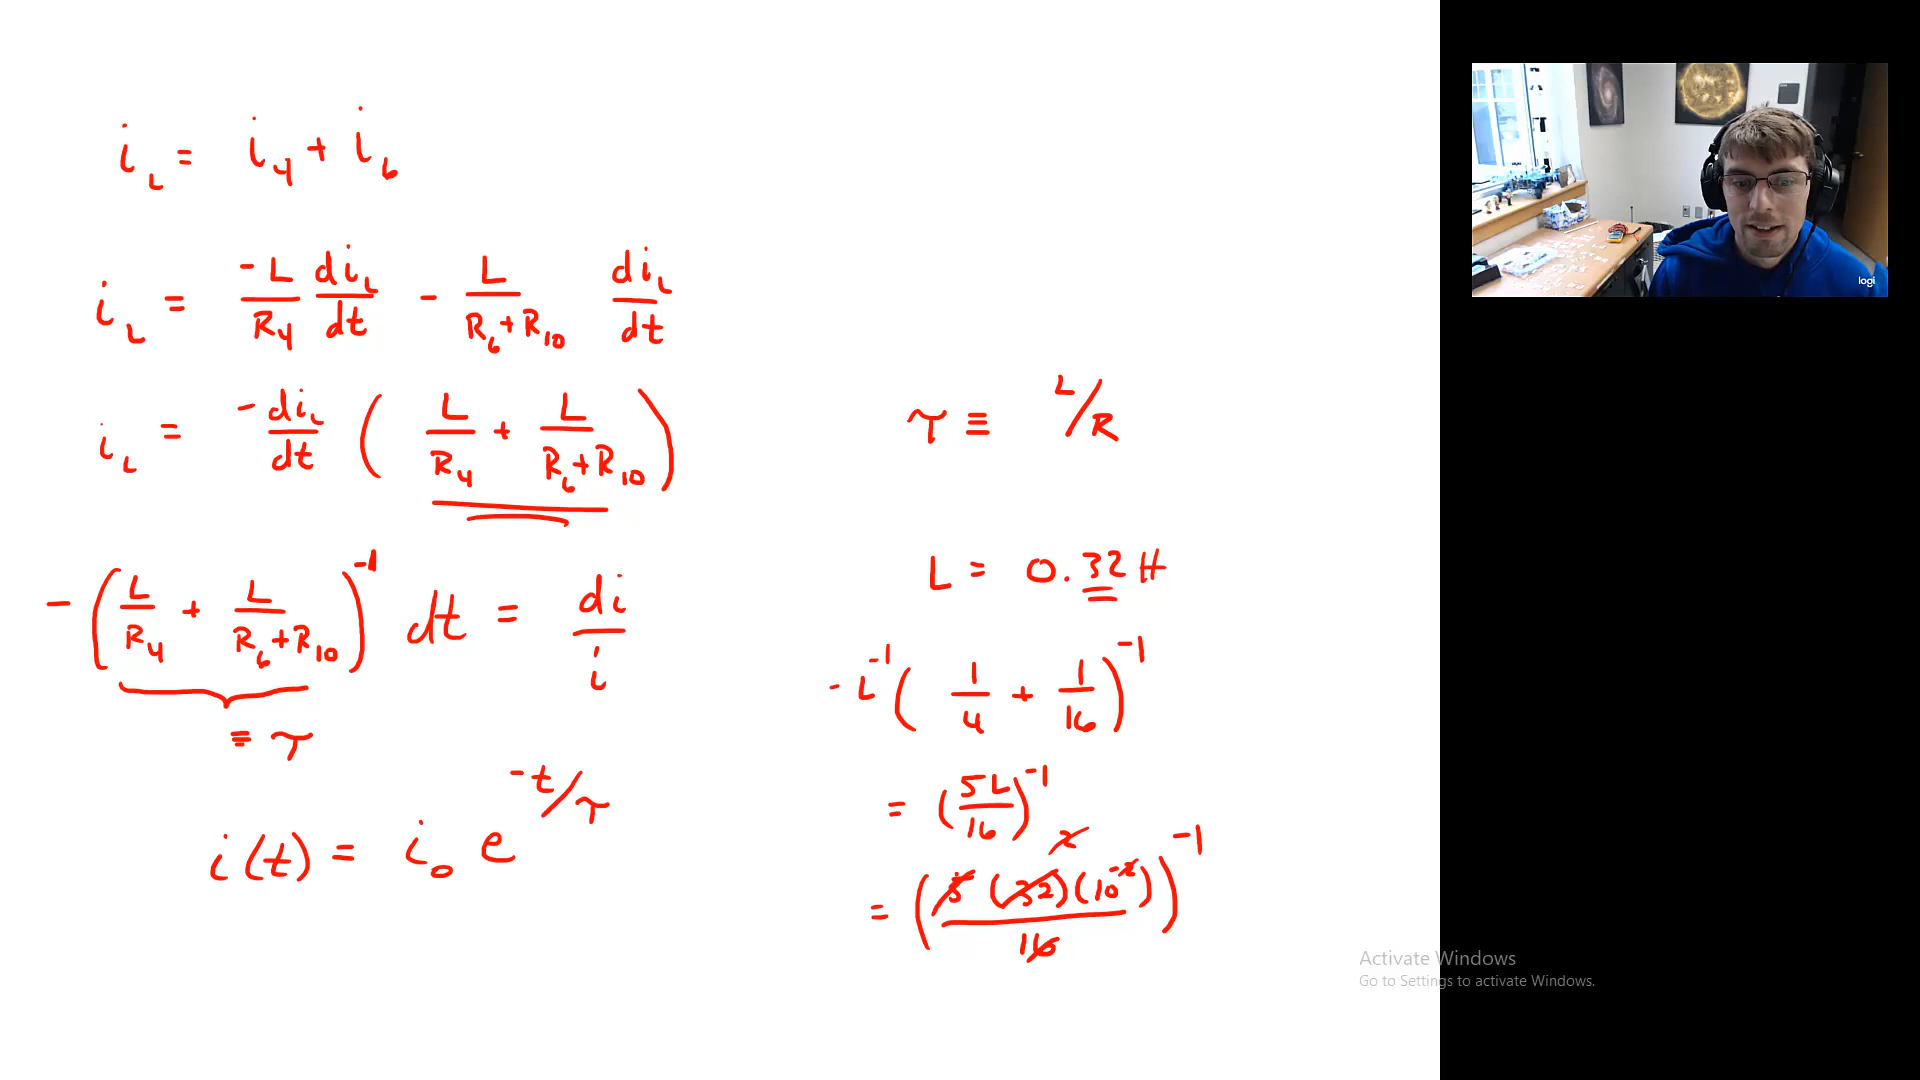 i_L = i_4 + i_6
i_L = -L/R_4 di_L/dt - L/(R_6+R_10) di_L/dt
i_L = -di_L/dt ( L/R_4 + L/(R_6+R_10) )
-( L/R_4 + L/(R_6+R_10) )^-1 dt = di/i
≡ τ
i(t) = i_0 e^-t/τ
τ ≡ L/R
L = 0.32 H
- L^-1 ( 1/4 + 1/16 )^-1
= ( 5L/16 )^-1
2
= ( 5 (32)(10^-2) / 16 )^-1
logi
Activate Windows
Go to Settings to activate Windows.